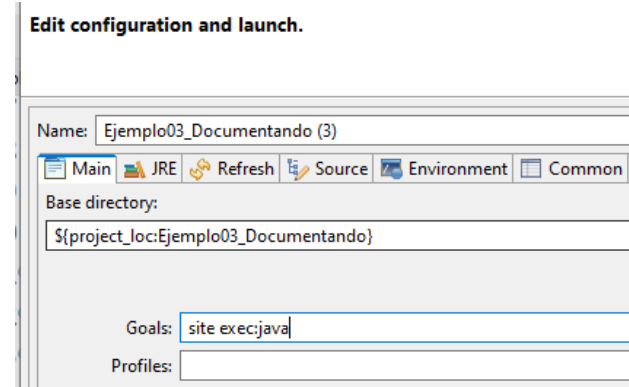 Edit configuration and launch.
Name: Ejemplo03_Documentando (3)
Main JRE Refresh Source Environment Common
Base directory:
${project_loc:Ejemplo03_Documentando}
Goals: site exec:java
Profiles: